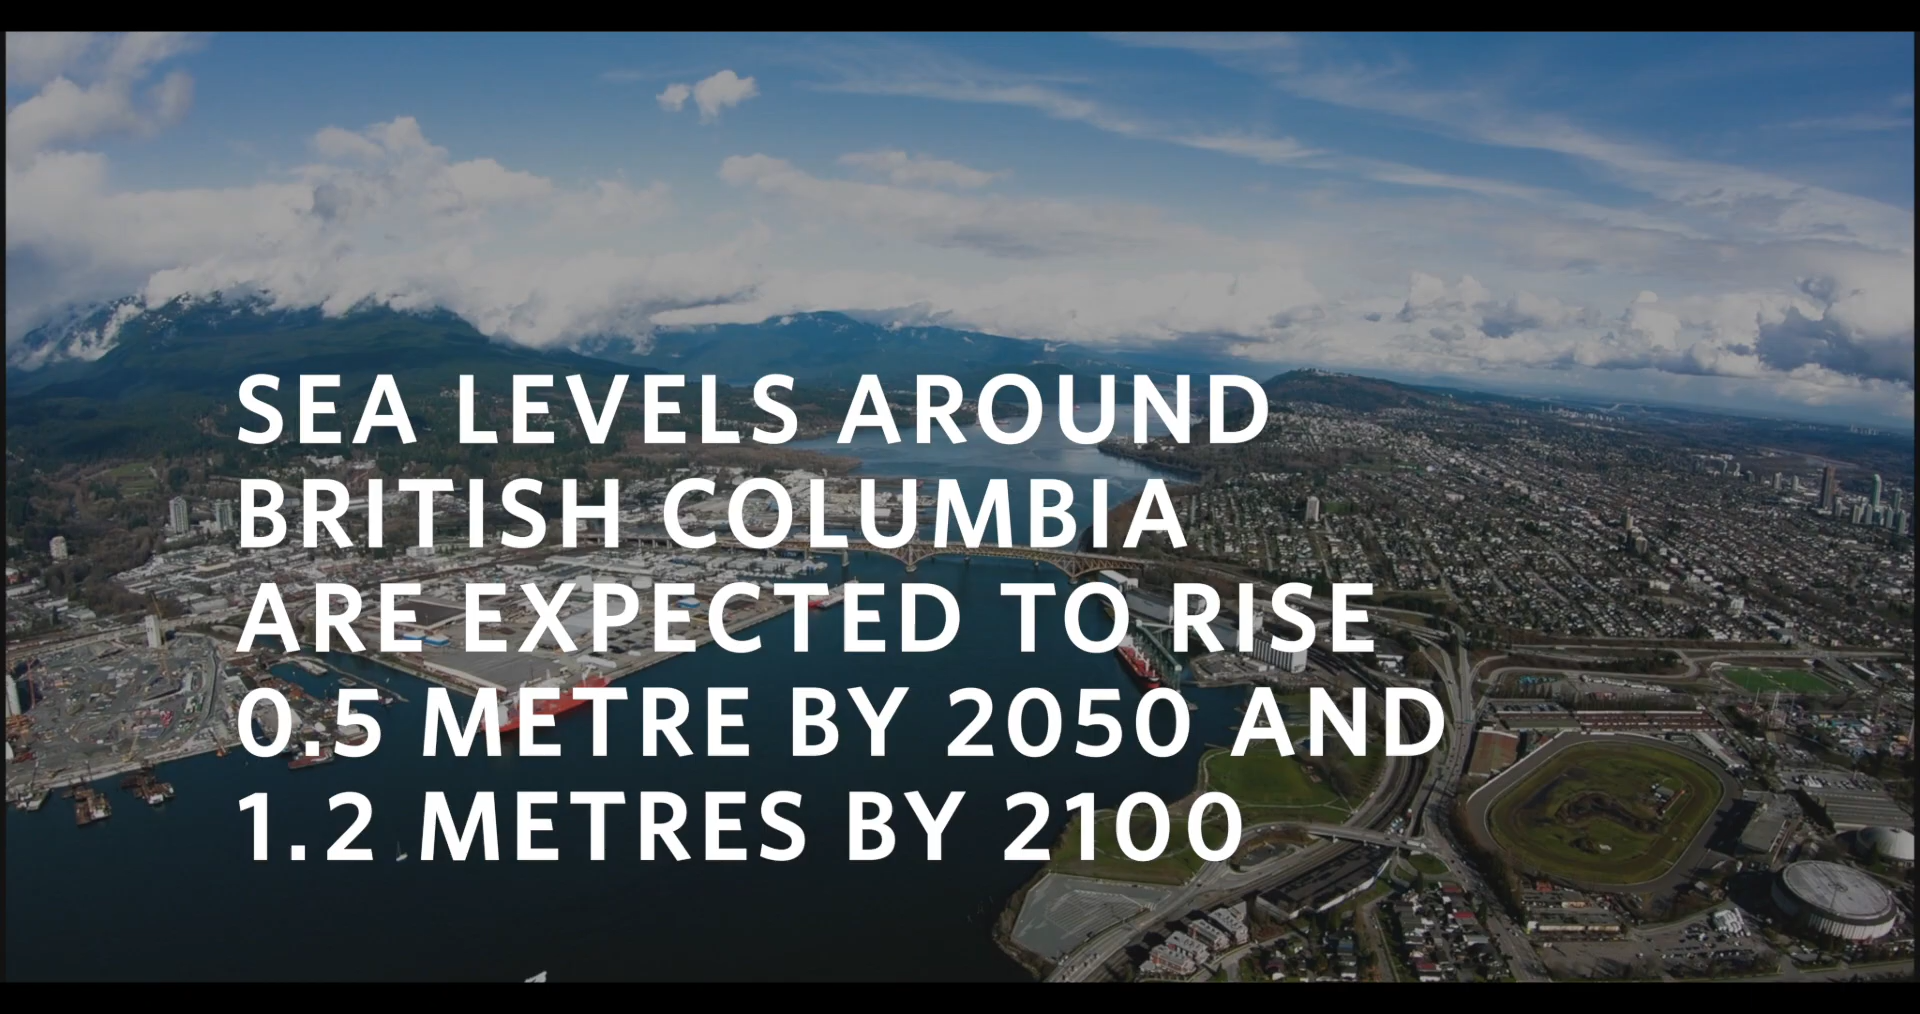 SEA LEVELS AROUND
BRITISH COLUMBIA
ARE EXPECTED TO RISE
0.5 METRE BY 2050 AND
1.2 METRES BY 2100